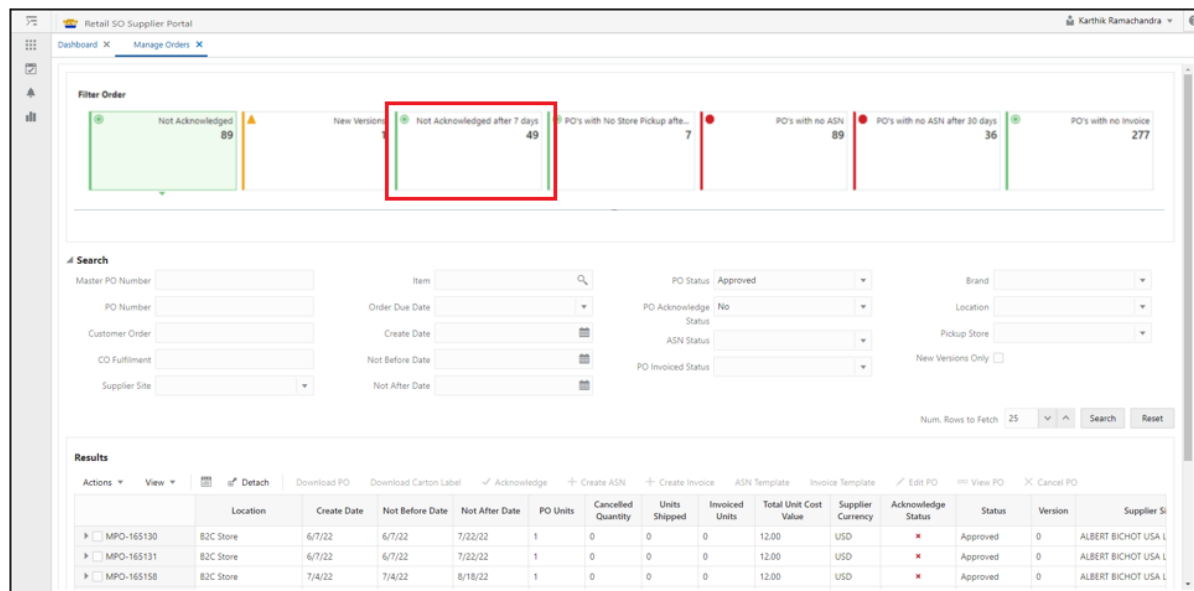 Retail SO Supplier Portal
Karthik Ramachandra
Dashboard
Manage Orders
Filter Order
Not Acknowledged
89
New Versions
1
Not Acknowledged after 7 days
49
PO's with No Store Pickup afte...
7
PO's with no ASN
89
PO's with no ASN after 30 days
36
PO's with no Invoice
277
Search
Master PO Number Item PO Status Approved Brand
PO Number Order Due Date PO Acknowledge Status No Location
Customer Order Create Date ASN Status Pickup Store
CO Fulfilment Not Before Date PO Invoiced Status New Versions Only
Supplier Site Not After Date
Num. Rows to Fetch 25 Search Reset
Results
Actions View Detach Download PO Download Carton Label Acknowledge Create ASN Create Invoice ASN Template Invoice Template Edit PO View PO Cancel PO
Location Create Date Not Before Date Not After Date PO Units Cancelled Quantity Units Shipped Invoiced Units Total Unit Cost Value Supplier Currency Acknowledge Status Status Version Supplier Si
MPO-165130 B2C Store 6/7/22 6/7/22 7/22/22 1 0 0 0 12.00 USD Approved 0 ALBERT BICHOT USA L
MPO-165131 B2C Store 6/7/22 6/7/22 7/22/22 1 0 0 0 12.00 USD Approved 0 ALBERT BICHOT USA L
MPO-165158 B2C Store 7/4/22 7/4/22 8/18/22 1 0 0 0 12.00 USD Approved 0 ALBERT BICHOT USA L